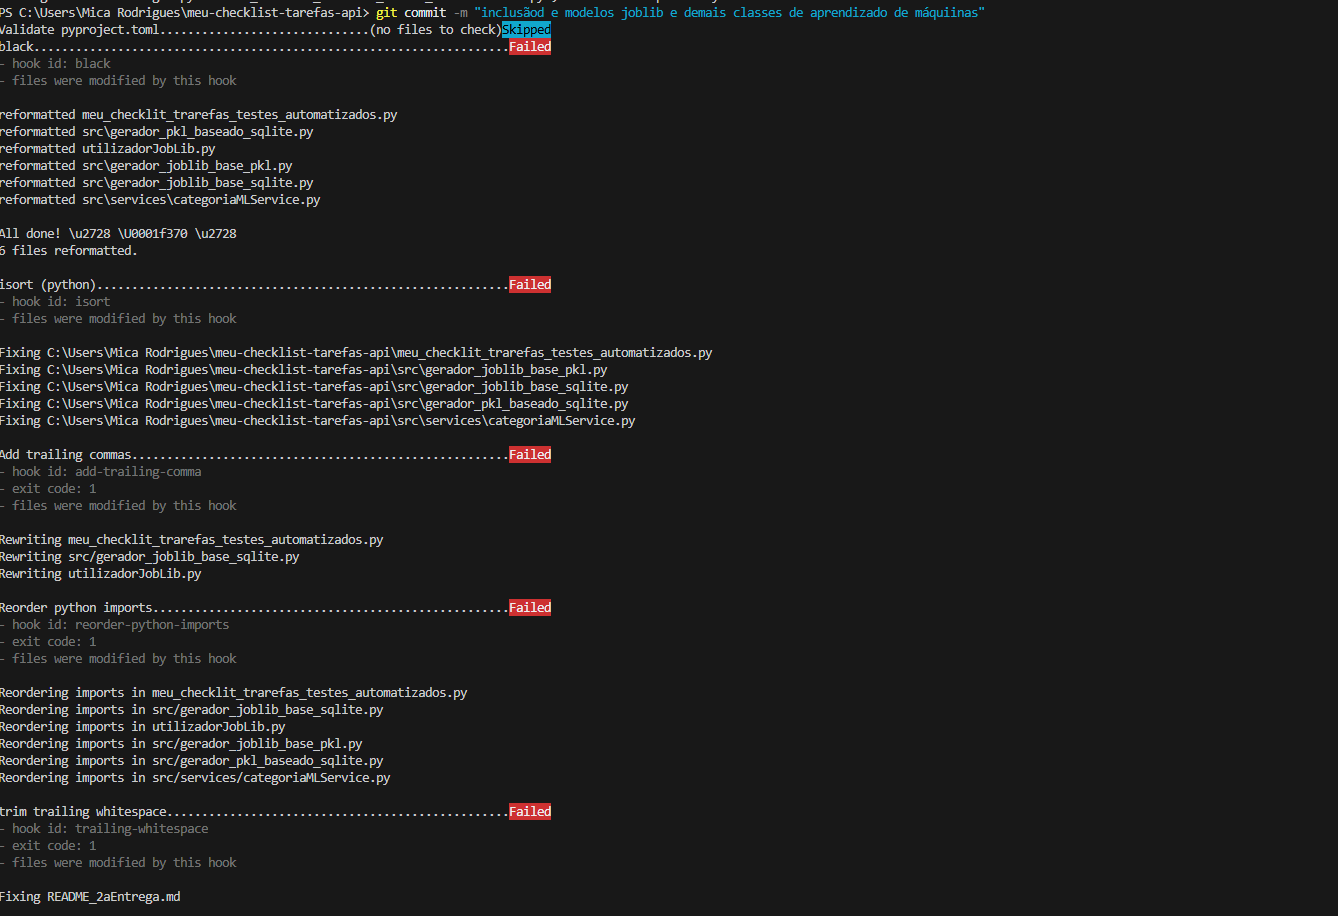 PS C:\Users\Mica Rodrigues\meu-checklist-tarefas-api> git commit -m "inclusãod e modelos joblib e demais classes de aprendizado de máquiinas"
Validate pyproject.toml..............................(no files to check)Skipped
black....................................................................Failed
- hook id: black
- files were modified by this hook
reformatted meu_checklit_trarefas_testes_automatizados.py
reformatted src\gerador_pkl_baseado_sqlite.py
reformatted utilizadorJobLib.py
reformatted src\gerador_joblib_base_pkl.py
reformatted src\gerador_joblib_base_sqlite.py
reformatted src\services\categoriaMLService.py
All done! \u2728 \U0001f370 \u2728
6 files reformatted.
isort (python)...........................................................Failed
- hook id: isort
- files were modified by this hook
Fixing C:\Users\Mica Rodrigues\meu-checklist-tarefas-api\meu_checklit_trarefas_testes_automatizados.py
Fixing C:\Users\Mica Rodrigues\meu-checklist-tarefas-api\src\gerador_joblib_base_pkl.py
Fixing C:\Users\Mica Rodrigues\meu-checklist-tarefas-api\src\gerador_joblib_base_sqlite.py
Fixing C:\Users\Mica Rodrigues\meu-checklist-tarefas-api\src\gerador_pkl_baseado_sqlite.py
Fixing C:\Users\Mica Rodrigues\meu-checklist-tarefas-api\src\services\categoriaMLService.py
Add trailing commas......................................................Failed
- hook id: add-trailing-comma
- exit code: 1
- files were modified by this hook
Rewriting meu_checklit_trarefas_testes_automatizados.py
Rewriting src/gerador_joblib_base_sqlite.py
Rewriting utilizadorJobLib.py
Reorder python imports...................................................Failed
- hook id: reorder-python-imports
- exit code: 1
- files were modified by this hook
Reordering imports in meu_checklit_trarefas_testes_automatizados.py
Reordering imports in src/gerador_joblib_base_sqlite.py
Reordering imports in utilizadorJobLib.py
Reordering imports in src/gerador_joblib_base_pkl.py
Reordering imports in src/gerador_pkl_baseado_sqlite.py
Reordering imports in src/services/categoriaMLService.py
trim trailing whitespace.................................................Failed
- hook id: trailing-whitespace
- exit code: 1
- files were modified by this hook
Fixing README_2aEntrega.md